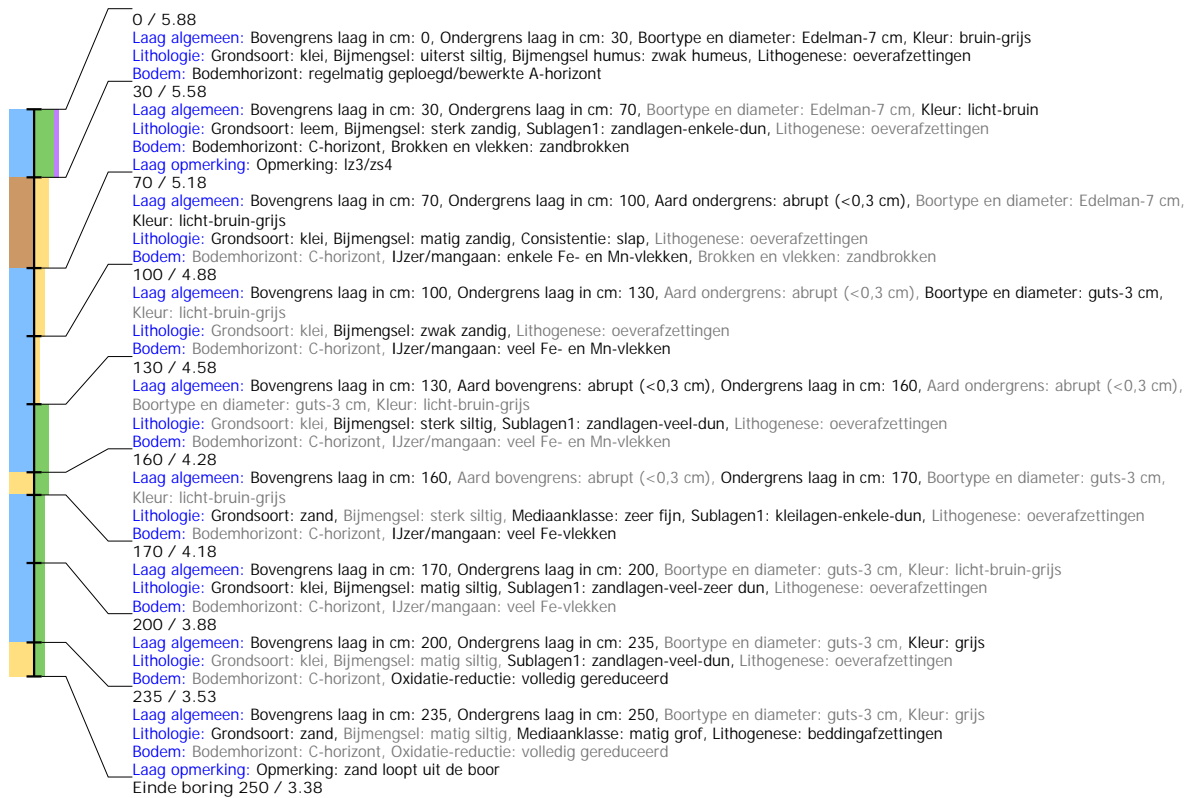 0 / 5.88
Laag algemeen: Bovengrens laag in cm: 0, Ondergrens laag in cm: 30, Boortype en diameter: Edelman-7 cm, Kleur: bruin-grijs
Lithologie: Grondsoort: klei, Bijmengsel: uiterst siltig, Bijmengsel humus: zwak humeus, Lithogenese: oeverafzettingen
Bodem: Bodemhorizont: regelmatig geploegd/bewerkte A-horizont
30 / 5.58
Laag algemeen: Bovengrens laag in cm: 30, Ondergrens laag in cm: 70, Boortype en diameter: Edelman-7 cm, Kleur: licht-bruin
Lithologie: Grondsoort: leem, Bijmengsel: sterk zandig, Sublagen1: zandlagen-enkele-dun, Lithogenese: oeverafzettingen
Bodem: Bodemhorizont: C-horizont, Brokken en vlekken: zandbrokken
Laag opmerking: Opmerking: lz3/zs4
70 / 5.18
Laag algemeen: Bovengrens laag in cm: 70, Ondergrens laag in cm: 100, Aard ondergrens: abrupt (<0,3 cm), Boortype en diameter: Edelman-7 cm,
Kleur: licht-bruin-grijs
Lithologie: Grondsoort: klei, Bijmengsel: matig zandig, Consistentie: slap, Lithogenese: oeverafzettingen
Bodem: Bodemhorizont: C-horizont, IJzer/mangaan: enkele Fe- en Mn-vlekken, Brokken en vlekken: zandbrokken
100 / 4.88
Laag algemeen: Bovengrens laag in cm: 100, Ondergrens laag in cm: 130, Aard ondergrens: abrupt (<0,3 cm), Boortype en diameter: guts-3 cm,
Kleur: licht-bruin-grijs
Lithologie: Grondsoort: klei, Bijmengsel: zwak zandig, Lithogenese: oeverafzettingen
Bodem: Bodemhorizont: C-horizont, IJzer/mangaan: veel Fe- en Mn-vlekken
130 / 4.58
Laag algemeen: Bovengrens laag in cm: 130, Aard bovengrens: abrupt (<0,3 cm), Ondergrens laag in cm: 160, Aard ondergrens: abrupt (<0,3 cm),
Boortype en diameter: guts-3 cm, Kleur: licht-bruin-grijs
Lithologie: Grondsoort: klei, Bijmengsel: sterk siltig, Sublagen1: zandlagen-veel-dun, Lithogenese: oeverafzettingen
Bodem: Bodemhorizont: C-horizont, IJzer/mangaan: veel Fe- en Mn-vlekken
160 / 4.28
Laag algemeen: Bovengrens laag in cm: 160, Aard bovengrens: abrupt (<0,3 cm), Ondergrens laag in cm: 170, Boortype en diameter: guts-3 cm,
Kleur: licht-bruin-grijs
Lithologie: Grondsoort: zand, Bijmengsel: sterk siltig, Mediaanklasse: zeer fijn, Sublagen1: kleilagen-enkele-dun, Lithogenese: oeverafzettingen
Bodem: Bodemhorizont: C-horizont, IJzer/mangaan: veel Fe-vlekken
170 / 4.18
Laag algemeen: Bovengrens laag in cm: 170, Ondergrens laag in cm: 200, Boortype en diameter: guts-3 cm, Kleur: licht-bruin-grijs
Lithologie: Grondsoort: klei, Bijmengsel: matig siltig, Sublagen1: zandlagen-veel-zeer dun, Lithogenese: oeverafzettingen
Bodem: Bodemhorizont: C-horizont, IJzer/mangaan: veel Fe-vlekken
200 / 3.88
Laag algemeen: Bovengrens laag in cm: 200, Ondergrens laag in cm: 235, Boortype en diameter: guts-3 cm, Kleur: grijs
Lithologie: Grondsoort: klei, Bijmengsel: matig siltig, Sublagen1: zandlagen-veel-dun, Lithogenese: oeverafzettingen
Bodem: Bodemhorizont: C-horizont, Oxidatie-reductie: volledig gereduceerd
235 / 3.53
Laag algemeen: Bovengrens laag in cm: 235, Ondergrens laag in cm: 250, Boortype en diameter: guts-3 cm, Kleur: grijs
Lithologie: Grondsoort: zand, Bijmengsel: matig siltig, Mediaanklasse: matig grof, Lithogenese: beddingafzettingen
Bodem: Bodemhorizont: C-horizont, Oxidatie-reductie: volledig gereduceerd
Laag opmerking: Opmerking: zand loopt uit de boor
Einde boring 250 / 3.38